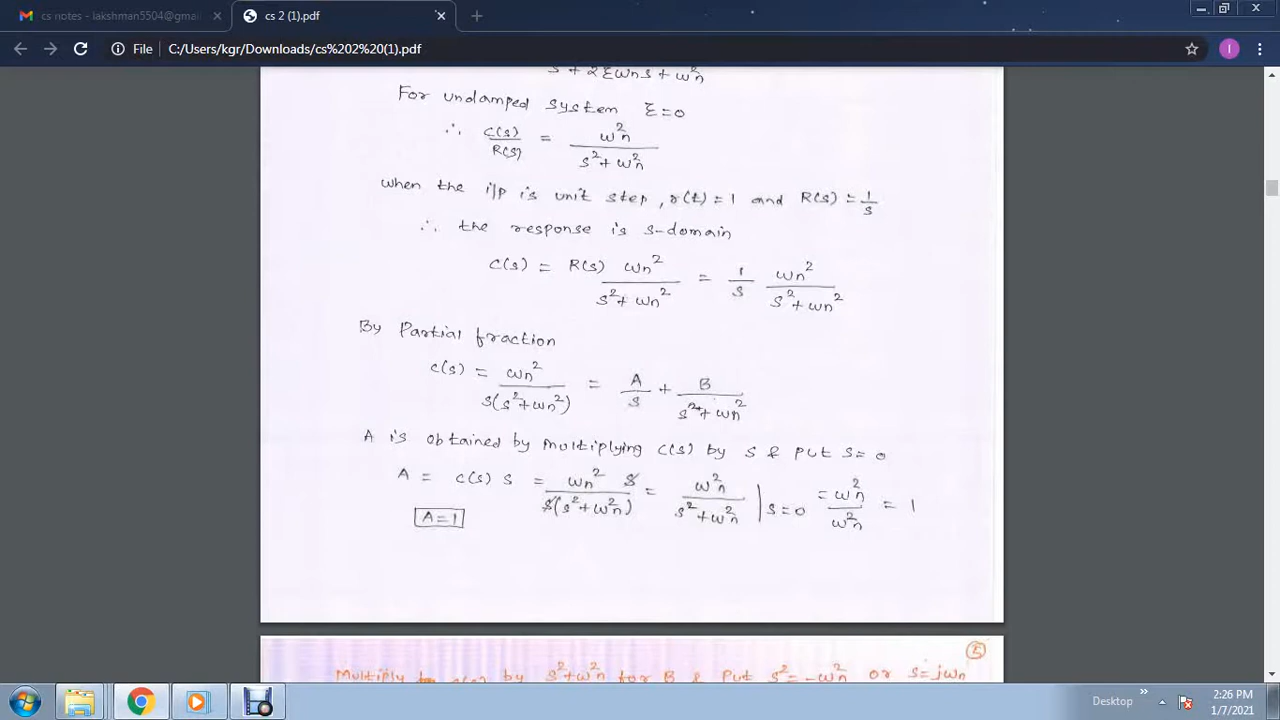 cs notes - lakshman5504@gmail
cs 2 (1).pdf
File C:/Users/kgr/Downloads/cs%202%20(1).pdf
s² + 2ξωns + ω²n
For undamped system ξ=0
∴ C(s)/R(s) = ω²n/(s²+ω²n)
when the i/p is unit step, r(t)=1 and R(s)=1/s
∴ the response is s-domain
C(s) = R(s) ωn²/(s²+ωn²) = 1/s ωn²/(s²+ωn²)
By Partial fraction
C(s) = ωn²/s(s²+ωn²) = A/s + B/(s²+ωn²)
A is obtained by multiplying C(s) by s & put s=0
A = C(s) s = ωn² s/s(s²+ω²n) = ω²n/(s²+ω²n) | s=0 = ω²n/ω²n = 1
A=1
5
Multiply C(s) by s²+ω²n for B & Put s²=-ω²n or s=jωn
Desktop
2:26 PM
1/7/2021